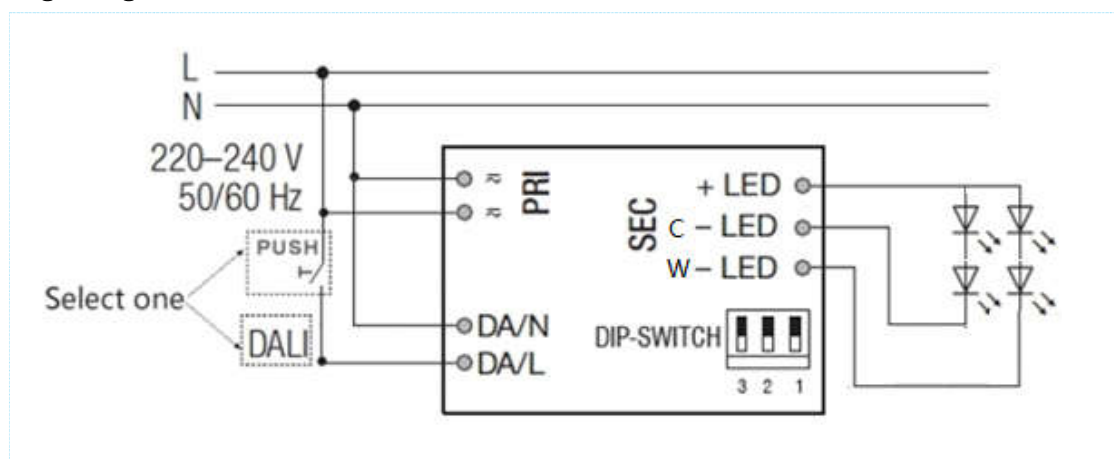 L
N
220–240 V
50/60 Hz
PUSH
Select one
DALI
≈ PRI
≈
DA/N
DA/L
SEC
+ LED
C – LED
W – LED
DIP-SWITCH
3 2 1